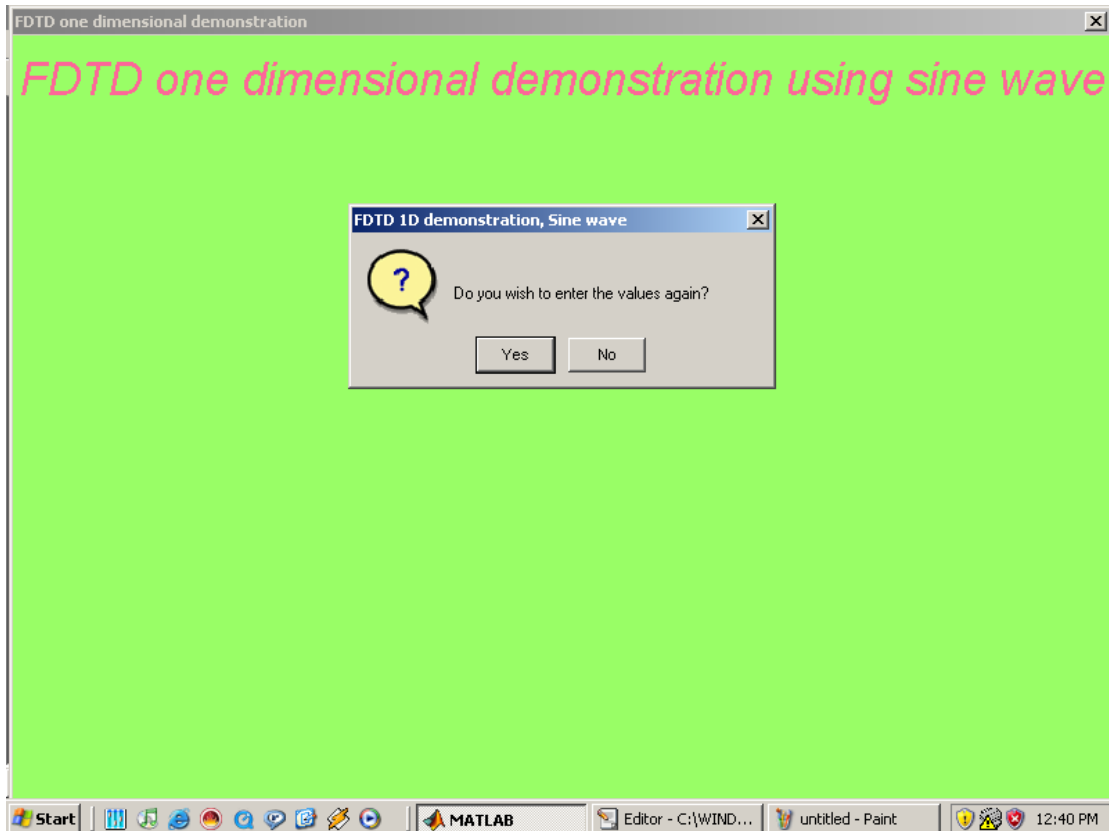 FDTD one dimensional demonstration
FDTD one dimensional demonstration using sine wave
FDTD 1D demonstration, Sine wave
?
Do you wish to enter the values again?
Yes
No
Start
MATLAB
Editor - C:\WIND...
untitled - Paint
12:40 PM